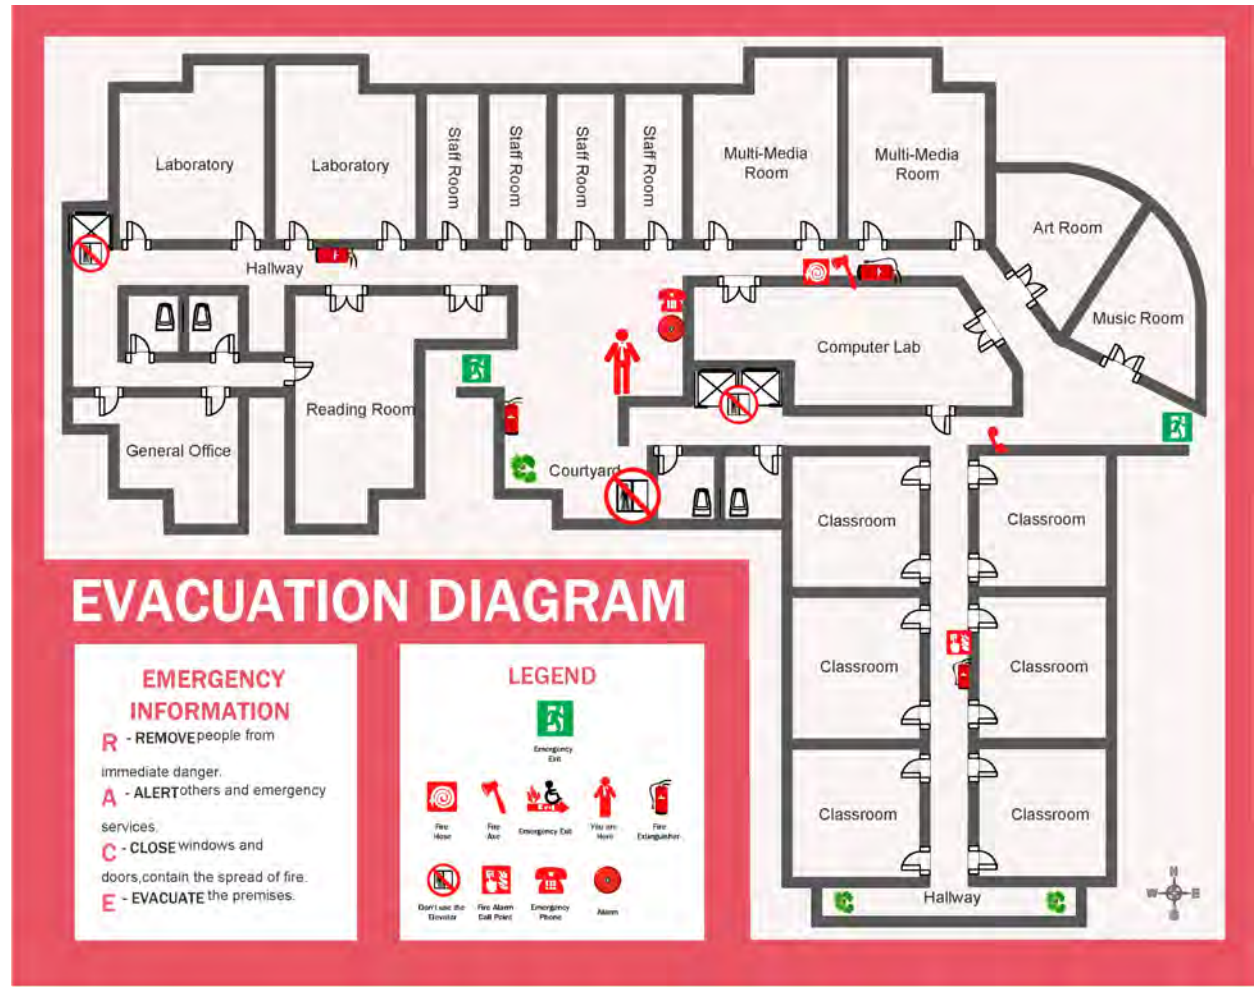 Laboratory
Laboratory
Staff Room
Staff Room
Staff Room
Staff Room
Multi-Media
Room
Multi-Media
Room
Art Room
Music Room
Hallway
Computer Lab
Reading Room
General Office
Courtyard
Classroom
Classroom
Classroom
Classroom
Classroom
Classroom
Hallway
N
W
E
S
EVACUATION DIAGRAM
EMERGENCY
INFORMATION
R - REMOVE people from
immediate danger.
A - ALERT others and emergency
services.
C - CLOSE windows and
doors,contain the spread of fire.
E - EVACUATE the premises.
LEGEND
Emergency
Exit
Fire
Hose
Fire
Axe
Exit
Emergency Exit
You are
Here
Fire
Extinguisher
Don't use the
Elevator
Fire Alarm
Call Point
Emergency
Phone
Alarm